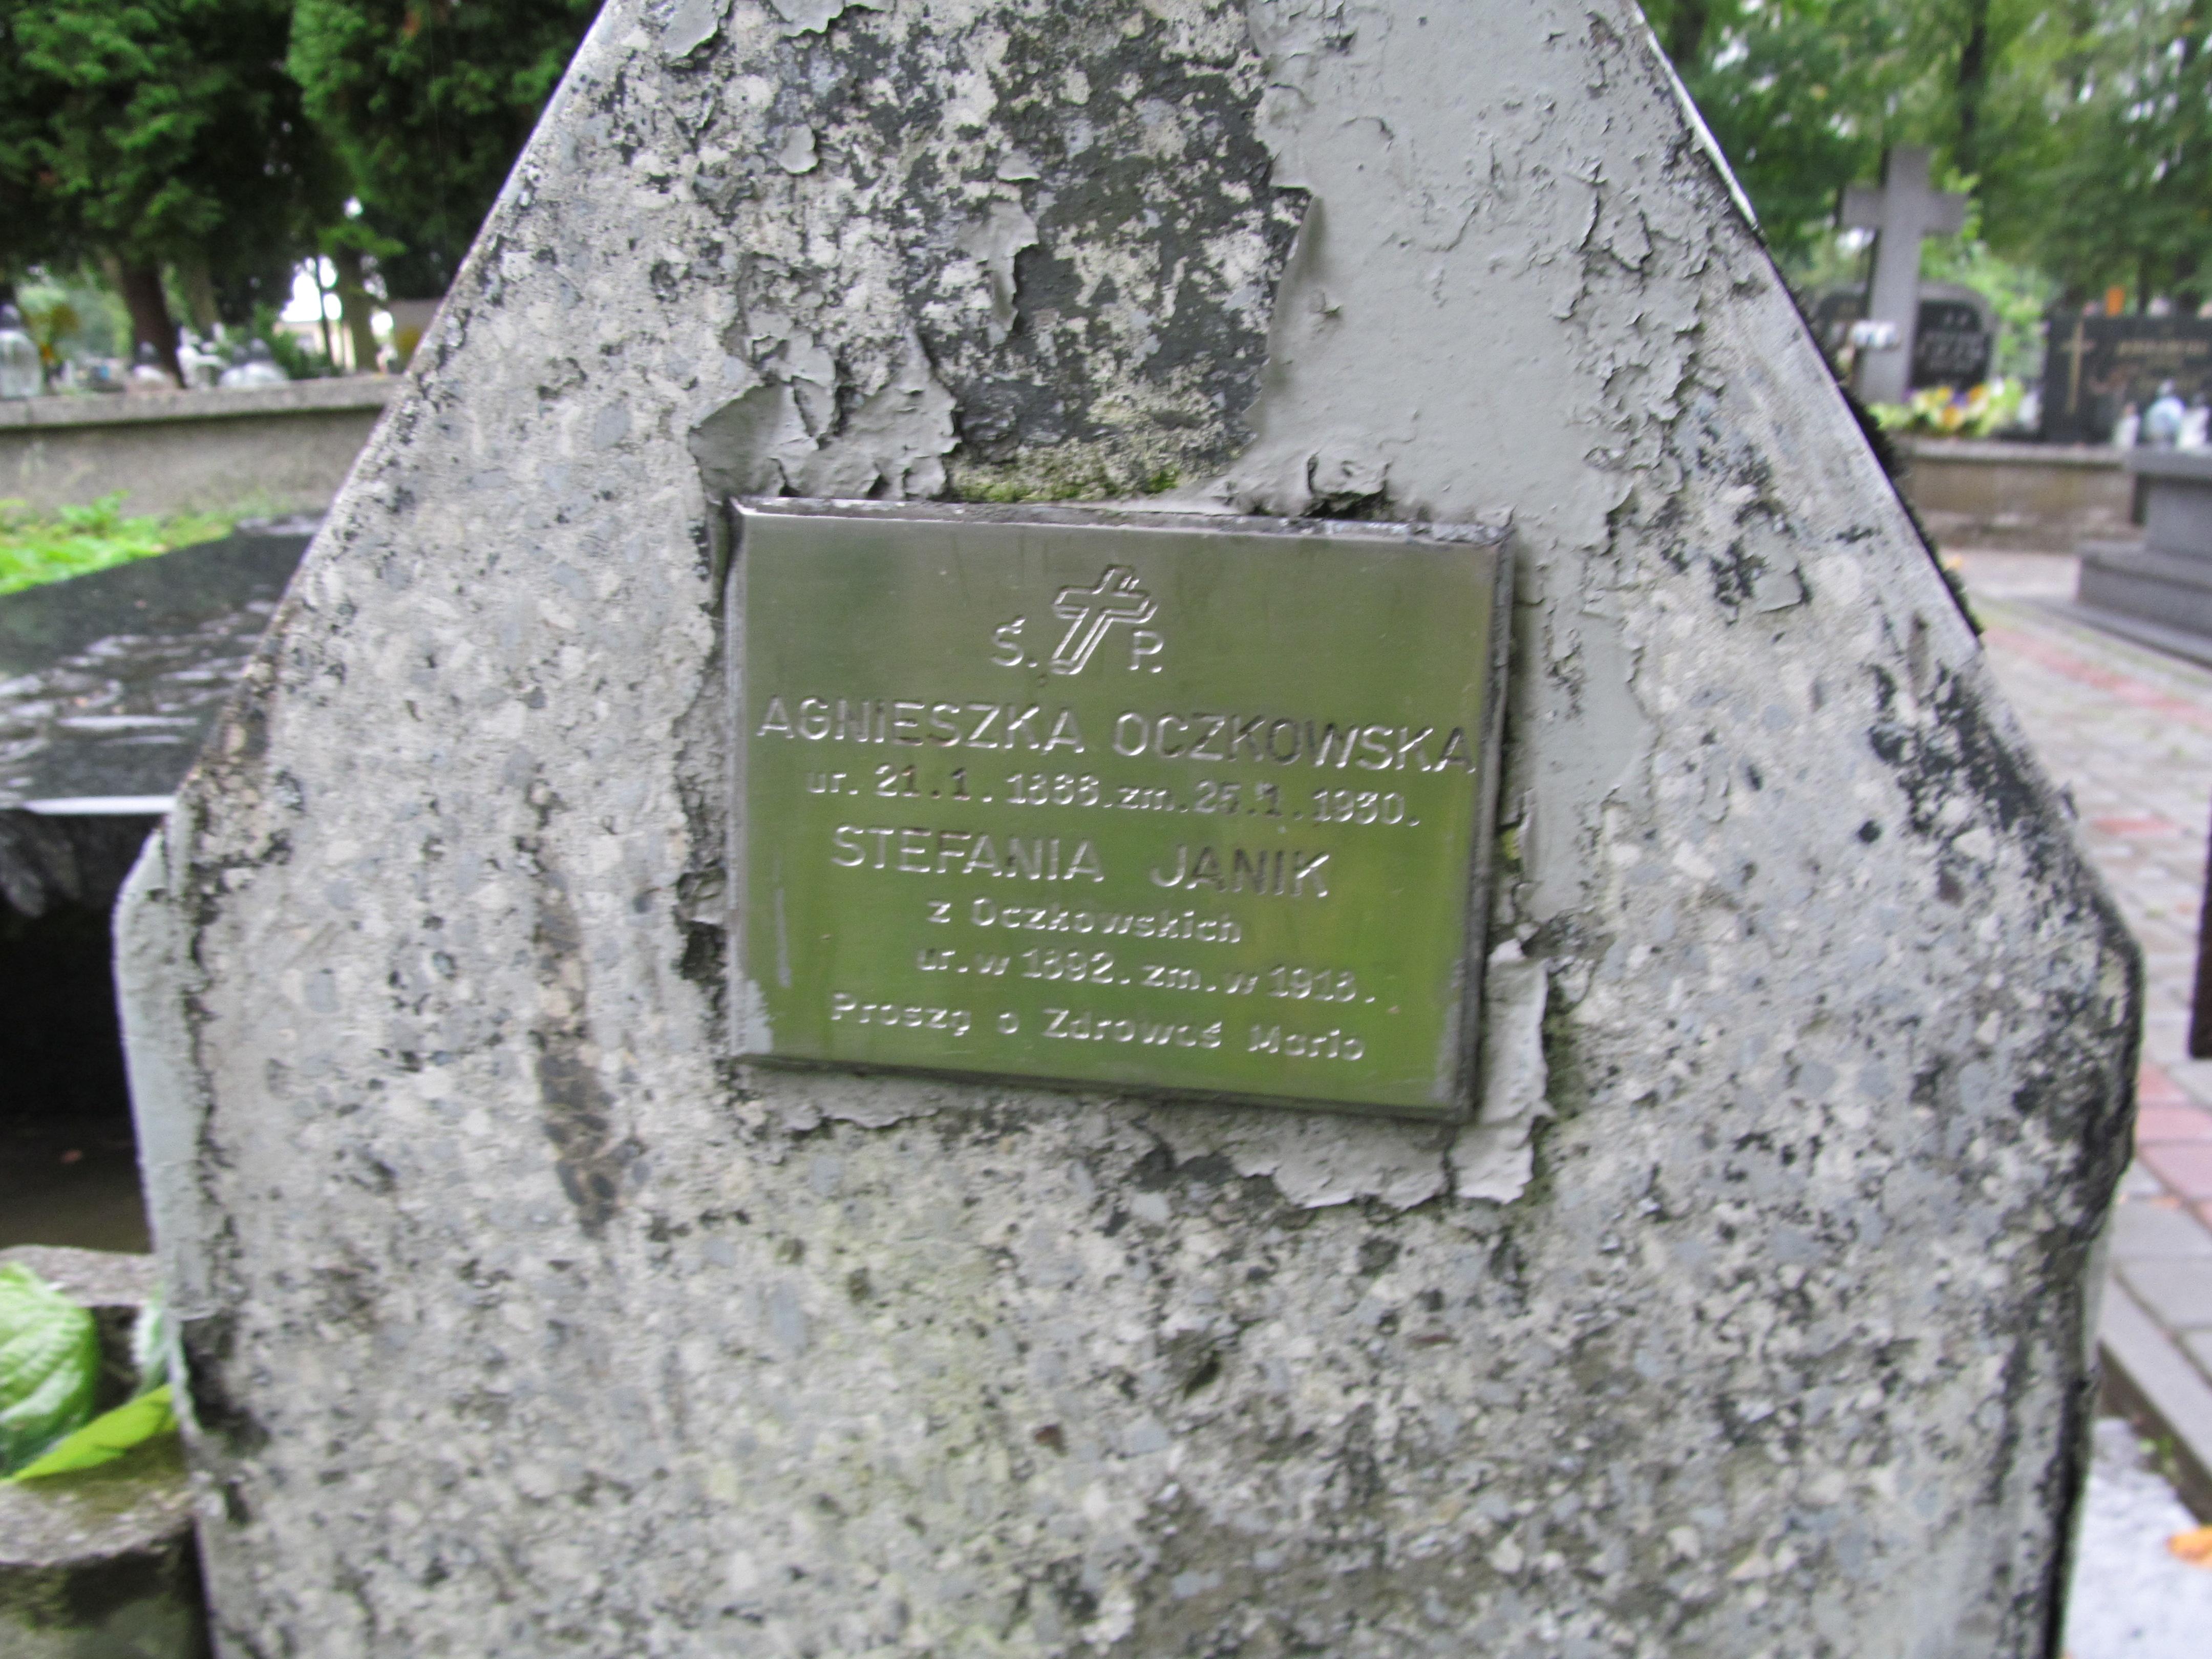 Ś. P.
AGNIESZKA OCZKOWSKA
ur. 21.1.1868. zm. 25.1.1930.
STEFANIA JANIK
z Oczkowskich
ur. w 1892. zm. w 1918.
Proszę o Zdrowaś Mario